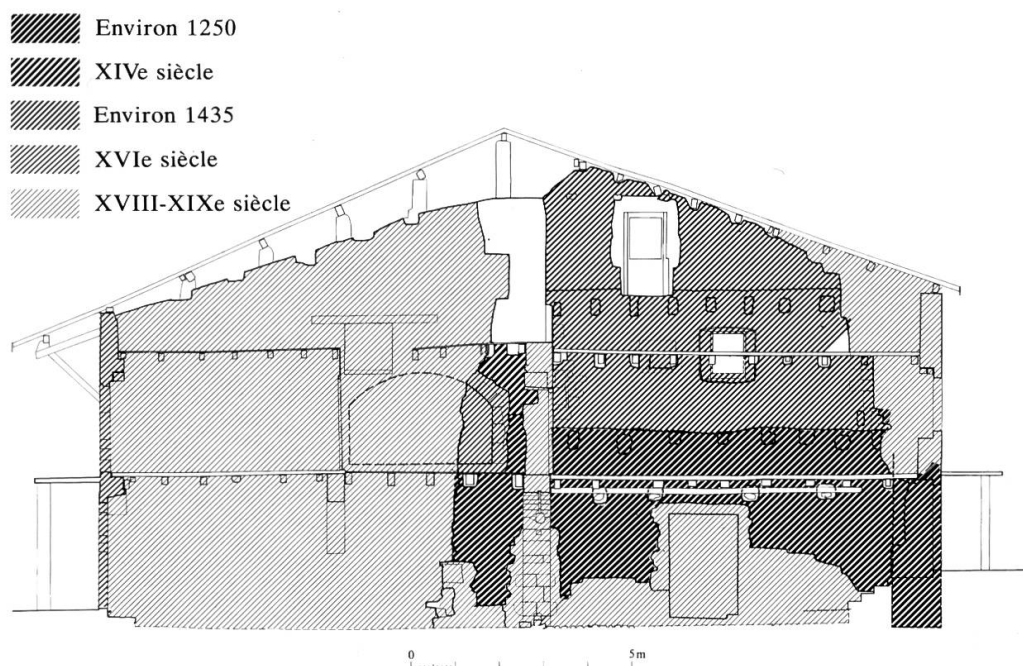 Environ 1250
XIVe siècle
Environ 1435
XVIe siècle
XVIII-XIXe siècle
0 5m